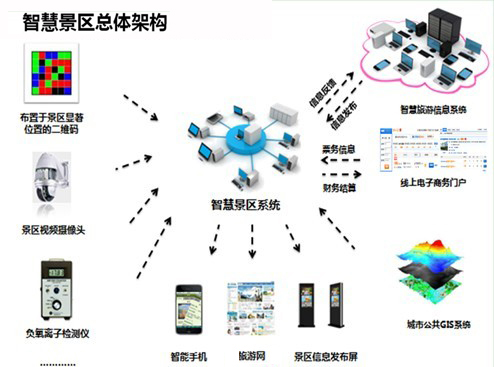 智慧景区总体架构
布置于景区显著
位置的二维码
景区视频摄像头
负氧离子检测仪
............
智慧景区系统
信息反馈
信息发布
票务信息
财务结算
智慧旅游信息系统
线上电子商务门户
城市公共GIS系统
智能手机
旅游网
景区信息发布屏